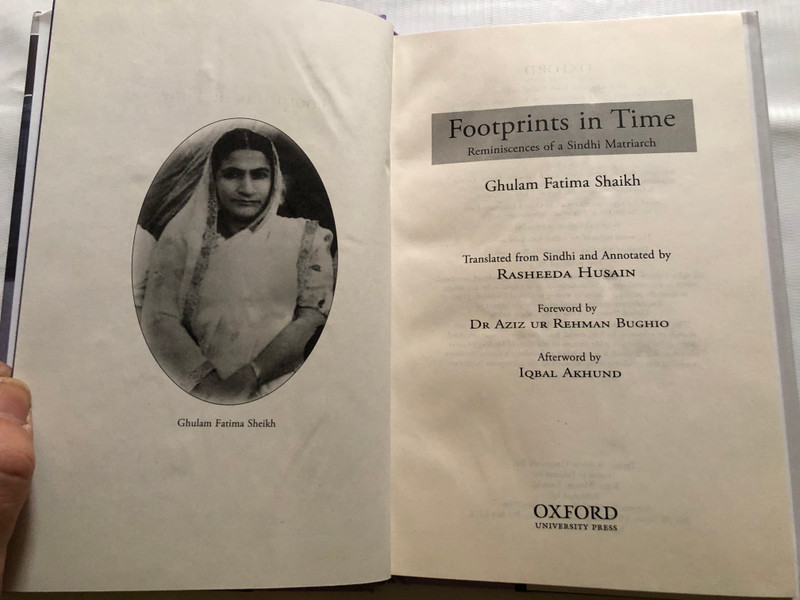 Ghulam Fatima Sheikh
Footprints in Time
Reminiscences of a Sindhi Matriarch
Ghulam Fatima Shaikh
Translated from Sindhi and Annotated by
RASHEEDA HUSAIN
Foreword by
DR AZIZ UR REHMAN BUGHIO
Afterword by
IQBAL AKHUND
OXFORD
UNIVERSITY PRESS